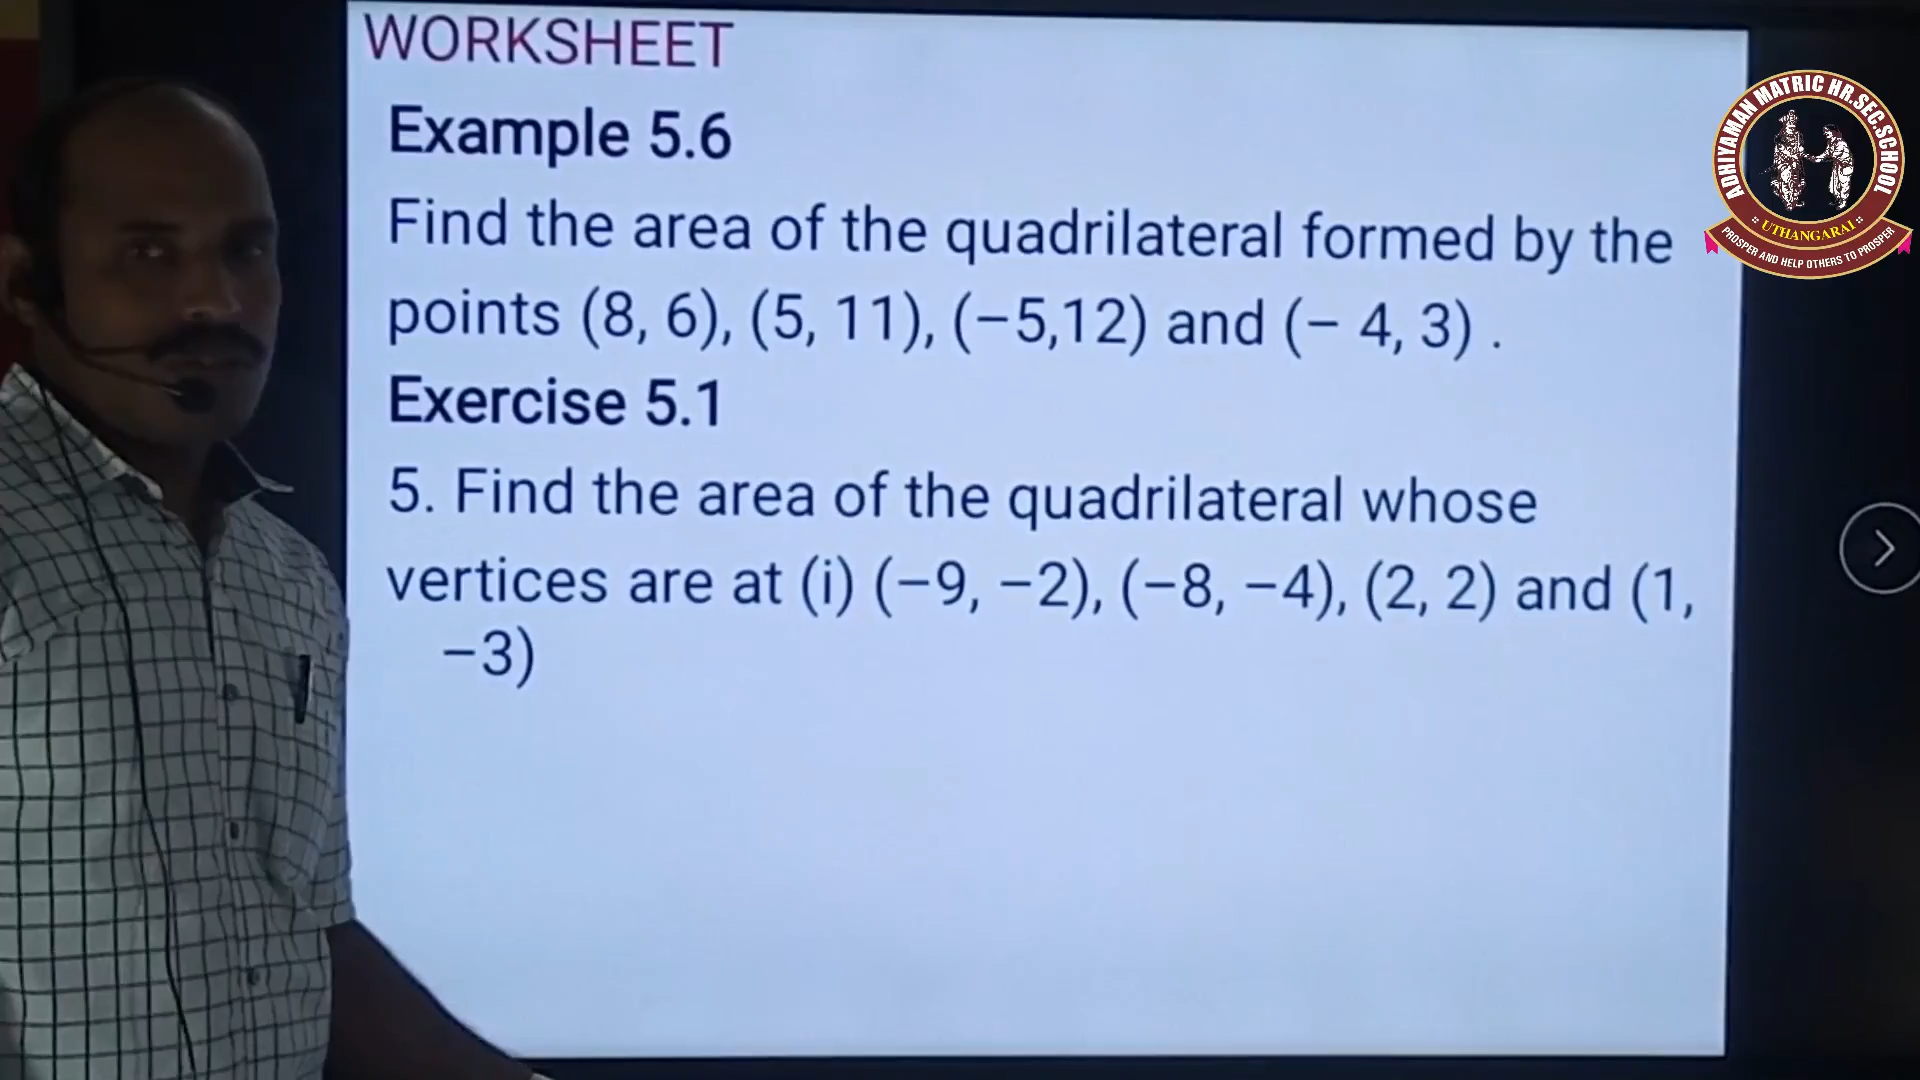 WORKSHEET
Example 5.6
Find the area of the quadrilateral formed by the
points (8, 6), (5, 11), (−5,12) and (− 4, 3) .
Exercise 5.1
5. Find the area of the quadrilateral whose
vertices are at (i) (−9, −2), (−8, −4), (2, 2) and (1,
−3)
ADHIYAMAN MATRIC HR.SEC.SCHOOL
:: UTHANGARAI ::
PROSPER AND HELP OTHERS TO PROSPER